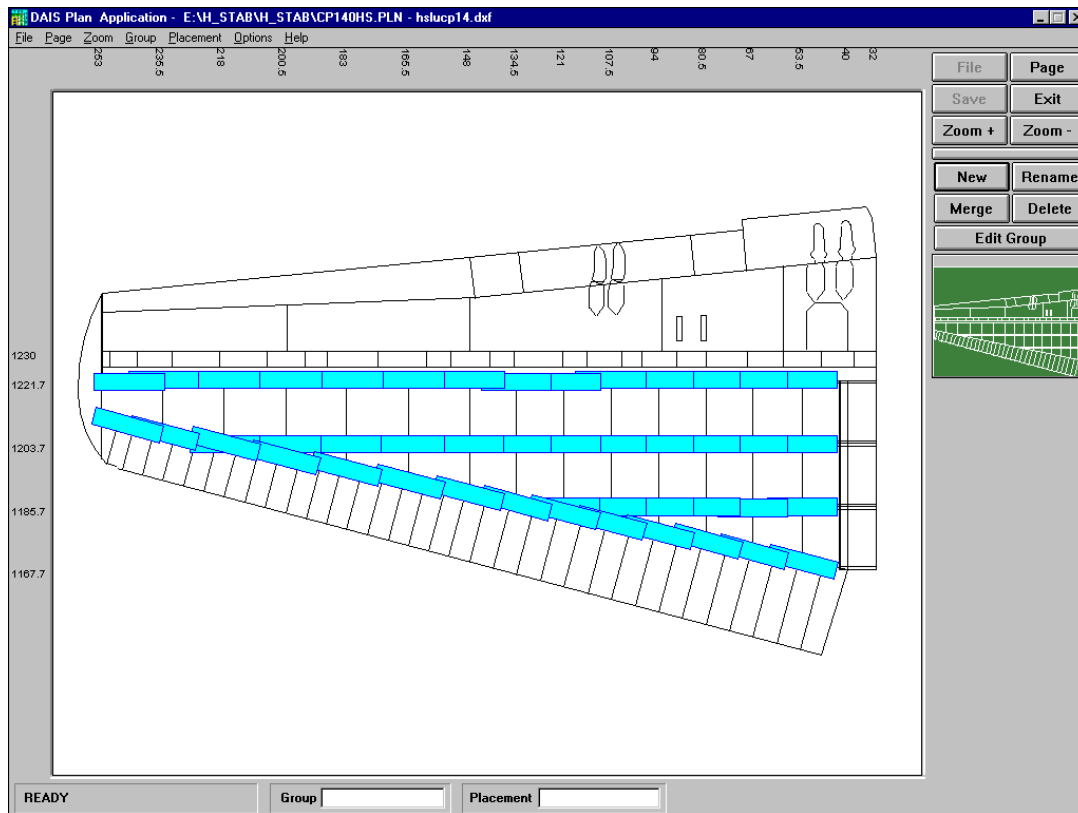 DAIS Plan Application - E:\H_STAB\H_STAB\CP140HS.PLN - hslucp14.dxf
File Page Zoom Group Placement Options Help
253 235.5 218 200.5 183 165.5 148 134.5 121 107.5 94 80.5 67 53.5 40 32
File Page
Save Exit
Zoom + Zoom -
New Rename
Merge Delete
Edit Group
1230
1221.7
1203.7
1185.7
1167.7
READY Group Placement